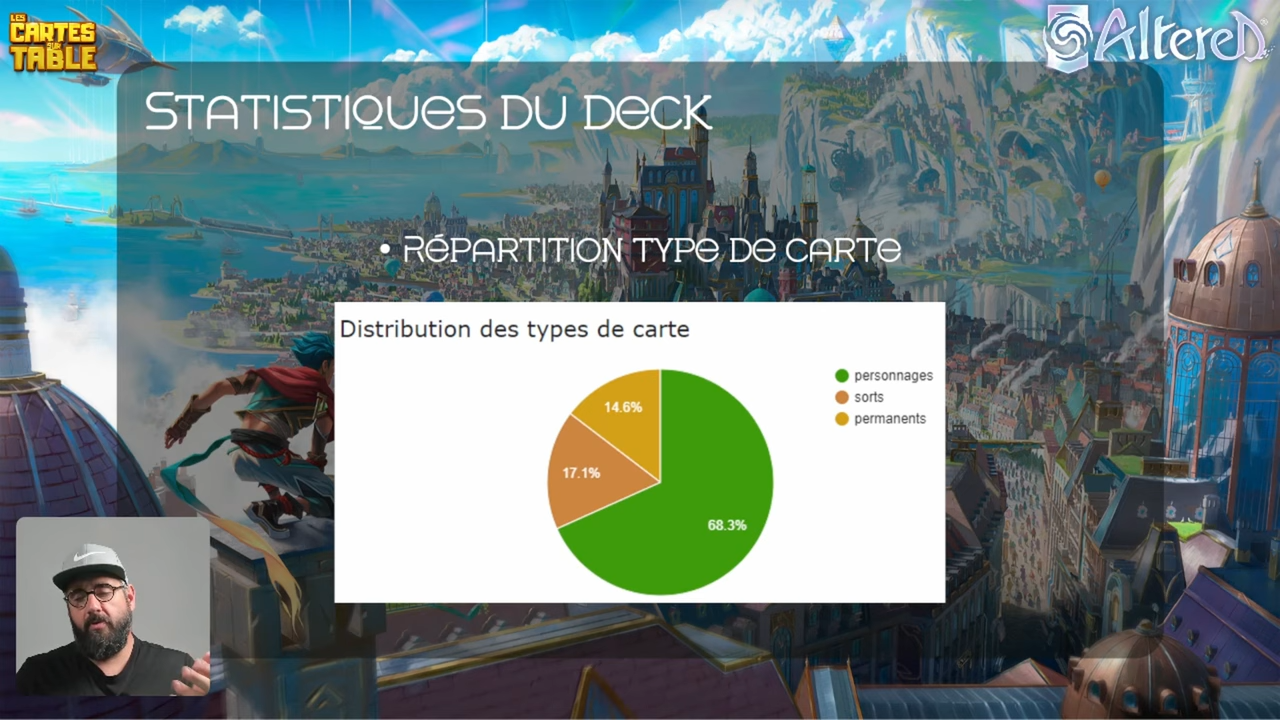 LES
CARTES
SUR
TABLE
Altered
Statistiques du deck
• Répartition type de carte
Distribution des types de carte
personnages
sorts
permanents
14.6%
17.1%
68.3%